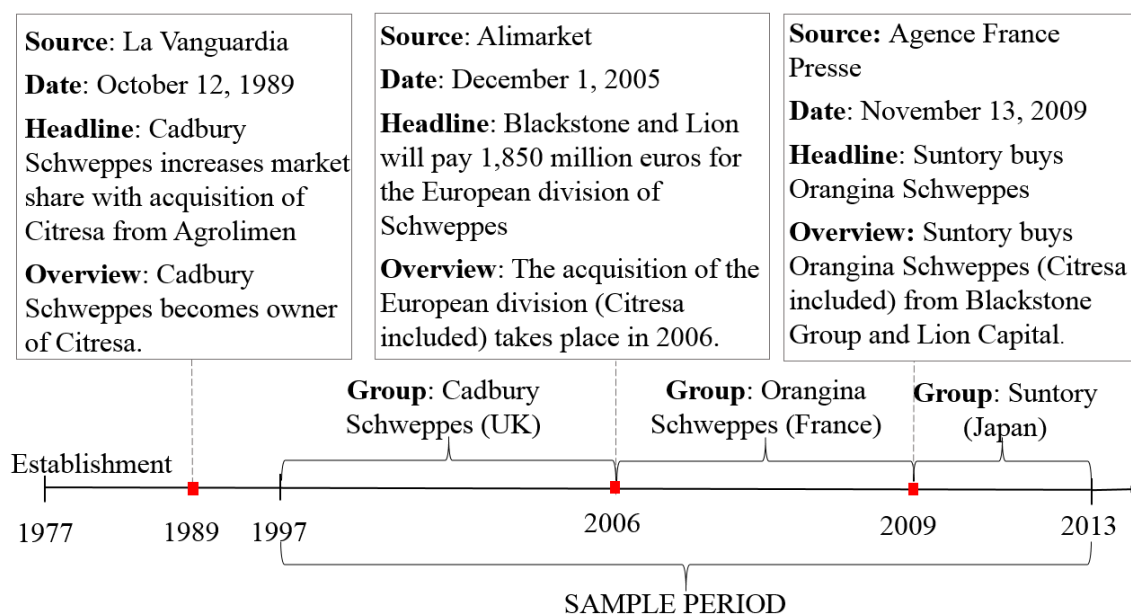 Source: La Vanguardia
Date: October 12, 1989
Headline: Cadbury
Schweppes increases market
share with acquisition of
Citresa from Agrolimen
Overview: Cadbury
Schweppes becomes owner
of Citresa.
Source: Alimarket
Date: December 1, 2005
Headline: Blackstone and Lion
will pay 1,850 million euros for
the European division of
Schweppes
Overview: The acquisition of the
European division (Citresa
included) takes place in 2006.
Source: Agence France
Presse
Date: November 13, 2009
Headline: Suntory buys
Orangina Schweppes
Overview: Suntory buys
Orangina Schweppes (Citresa
included) from Blackstone
Group and Lion Capital.
Group: Cadbury
Schweppes (UK)
Group: Orangina
Schweppes (France)
Group: Suntory
(Japan)
Establishment
1977
1989
1997
2006
2009
2013
SAMPLE PERIOD